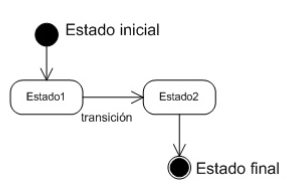 Estado inicial
Estado1
Estado2
transición
Estado final